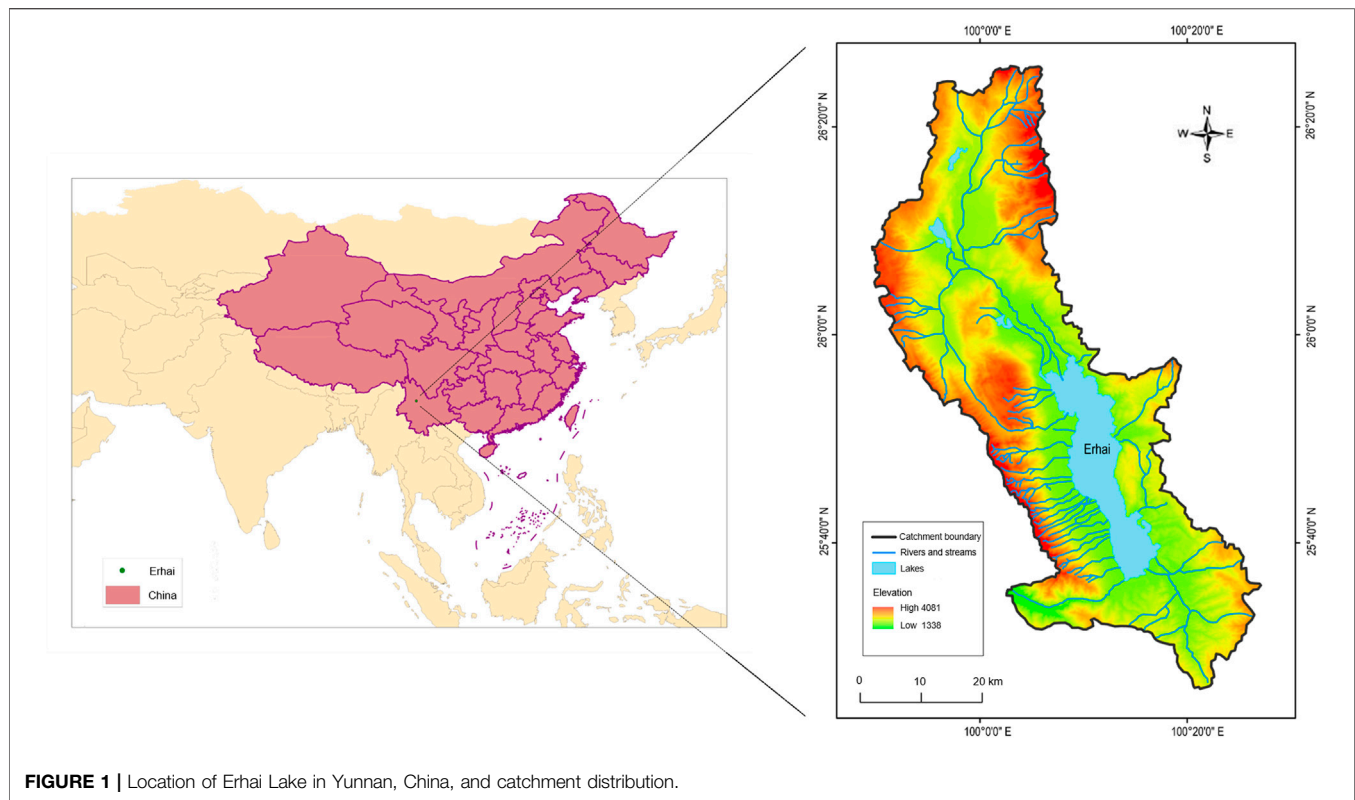 Erhai
China
100°0'0" E
100°20'0" E
26°20'0" N
26°20'0" N
N
W
E
S
26°0'0" N
26°0'0" N
Erhai
25°40'0" N
25°40'0" N
Catchment boundary
Rivers and streams
Lakes
Elevation
High 4081
Low 1338
0 10 20 km
100°0'0" E
100°20'0" E
FIGURE 1 | Location of Erhai Lake in Yunnan, China, and catchment distribution.